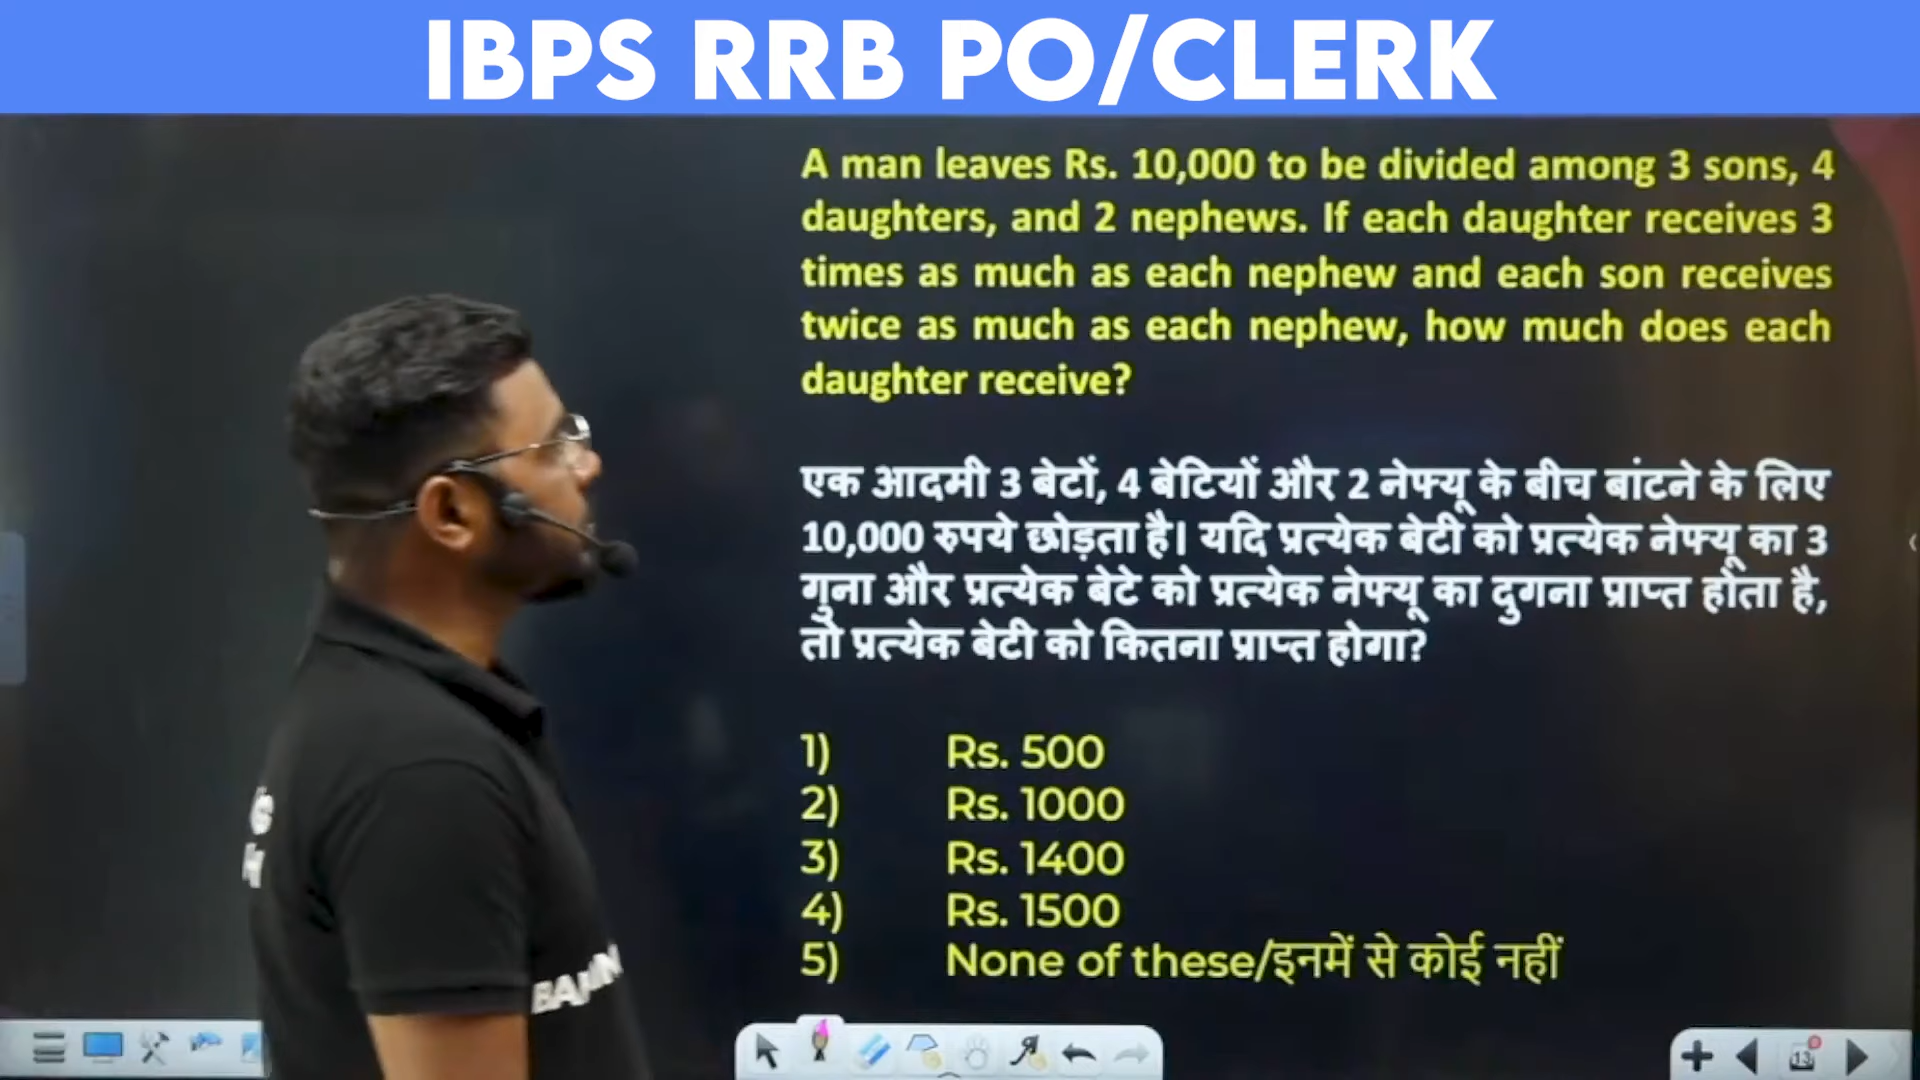 IBPS RRB PO/CLERK
A man leaves Rs. 10,000 to be divided among 3 sons, 4
daughters, and 2 nephews. If each daughter receives 3
times as much as each nephew and each son receives
twice as much as each nephew, how much does each
daughter receive?
एक आदमी 3 बेटों, 4 बेटियों और 2 नेफ्यू के बीच बांटने के लिए
10,000 रुपये छोड़ता है। यदि प्रत्येक बेटी को प्रत्येक नेफ्यू का 3
गुना और प्रत्येक बेटे को प्रत्येक नेफ्यू का दुगना प्राप्त होता है,
तो प्रत्येक बेटी को कितना प्राप्त होगा?
1) Rs. 500
2) Rs. 1000
3) Rs. 1400
4) Rs. 1500
5) None of these/इनमें से कोई नहीं
13